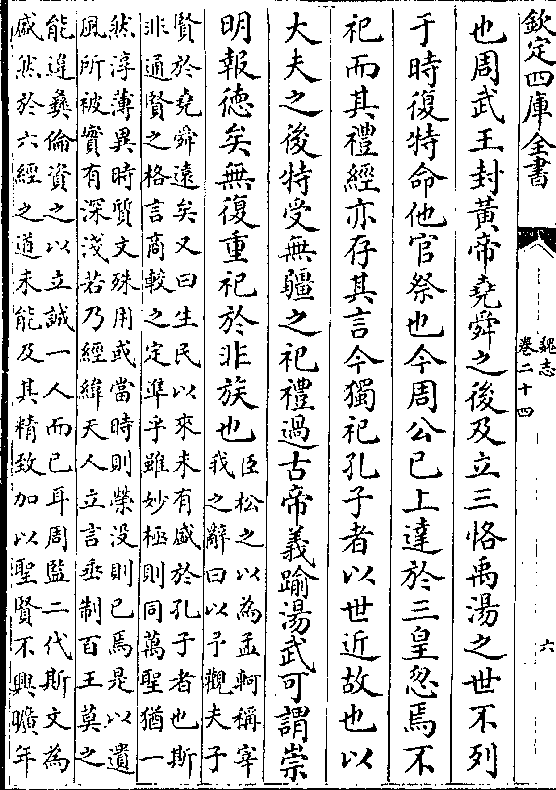 欽定四庫全書
魏志
卷二十四
六
也周武王封黃帝堯舜之後及立三恪禹湯之世不列
于時復特命他官祭也今周公已上達於三皇忽焉不
祀而其禮經亦存其言今獨祀孔子者以世近故也以
大夫之後特受無疆之祀禮過古帝義踰湯武可謂崇
明報德矣無復重祀於非族也
臣松之以為孟軻稱宰
我之辭曰以予觀夫子
賢於堯舜遠矣又曰生民以來未有盛於孔子者也斯
非通賢之格言商較之定準乎雖妙極則同萬聖猶一
然淳薄異時質文殊用或當時則榮没則已焉是以遺
風所被實有深淺若乃經緯天人立言垂制百王莫之
能違彝倫資之以立誠一人而已耳周監二代斯文為
盛然於六經之道未能及其精致加以聖賢不興曠年